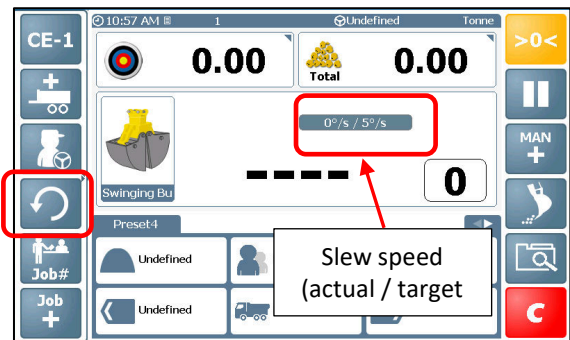 CE-1
10:57 AM
1
Undefined
Tonne
>0<
0.00
Total
0.00
0°/s / 5°/s
MAN
+
Swinging Bu
----
0
Preset4
Job#
Undefined
Slew speed
(actual / target
Job
+
Undefined
C